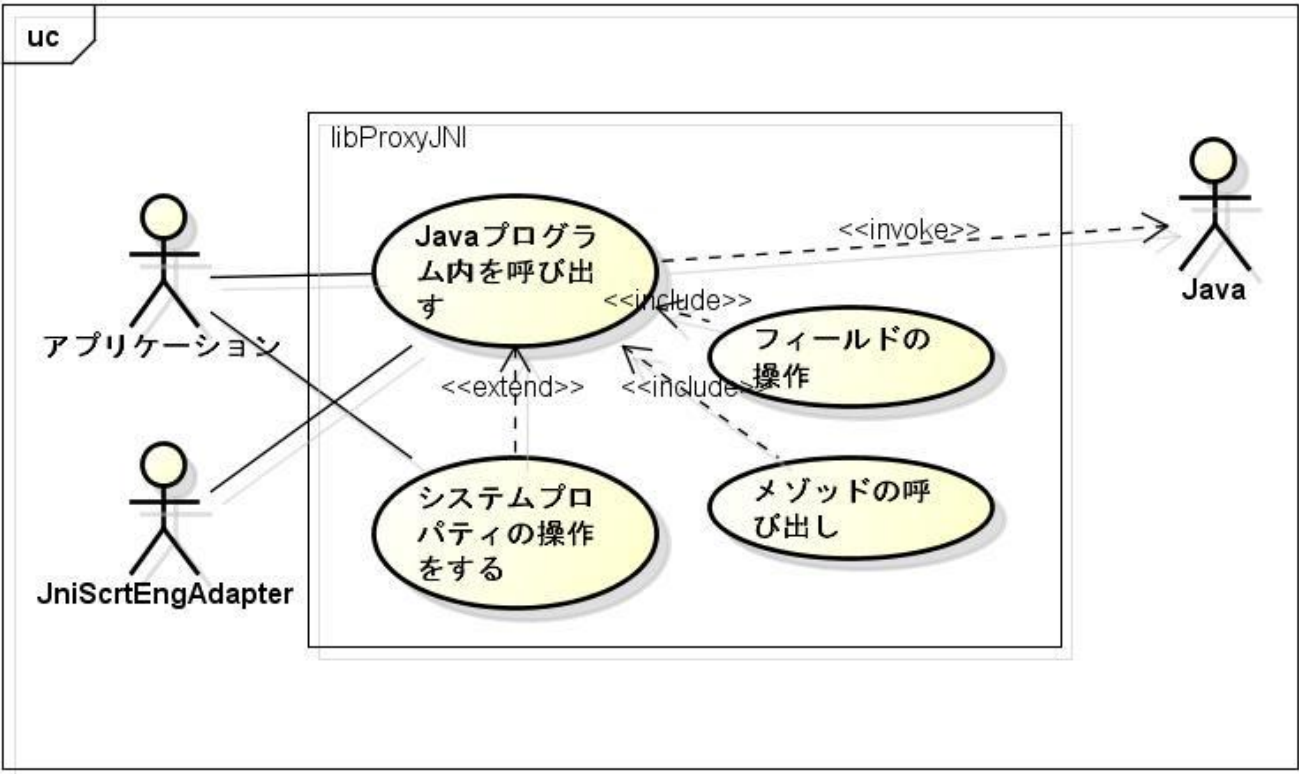 uc
libProxyJNI
Javaプログラ
ム内を呼び出
す
<<invoke>>
Java
<<include>>
アプリケーション
フィールドの
操作
<<extend>>
<<include>>
システムプロ
パティの操作
をする
メゾッドの呼
び出し
JniScrtEngAdapter